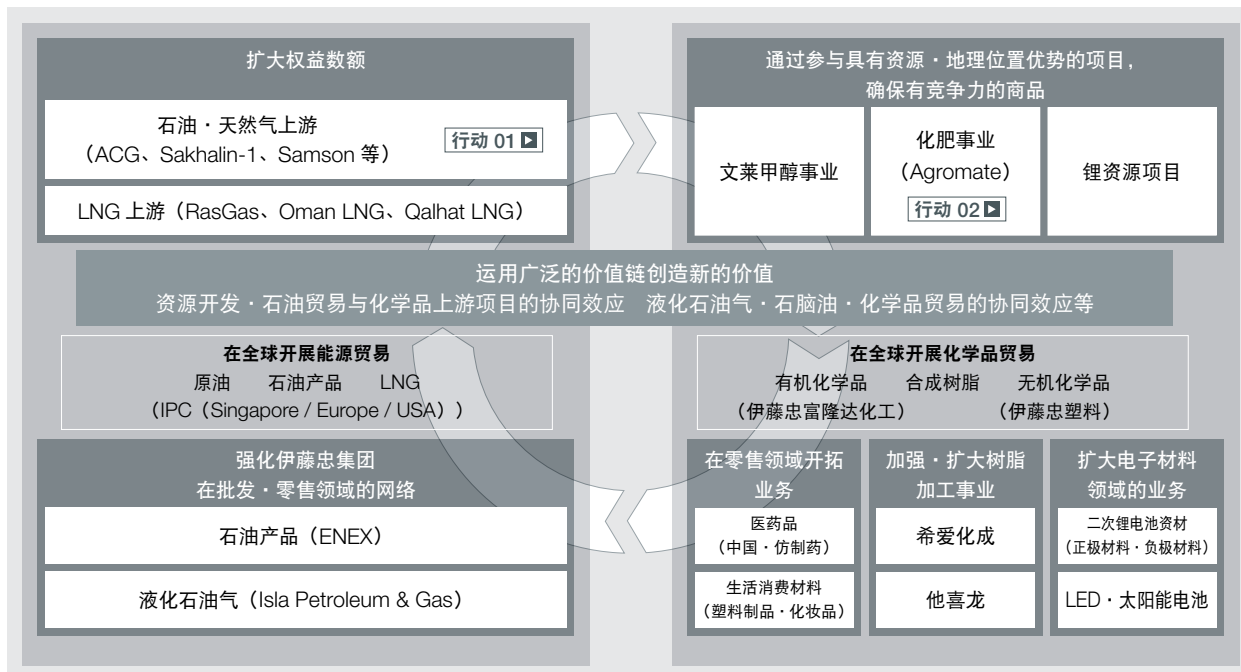 扩大权益数额
石油·天然气上游
（ACG、Sakhalin-1、Samson 等）
行动 01
LNG 上游（RasGas、Oman LNG、Qalhat LNG）
通过参与具有资源·地理位置优势的项目，
确保有竞争力的商品
文莱甲醇事业
化肥事业
（Agromate）
行动 02
锂资源项目
运用广泛的价值链创造新的价值
资源开发·石油贸易与化学品上游项目的协同效应　液化石油气·石脑油·化学品贸易的协同效应等
在全球开展能源贸易
原油　石油产品　LNG
（IPC（Singapore / Europe / USA））
在全球开展化学品贸易
有机化学品　合成树脂　无机化学品
（伊藤忠富隆达化工）　（伊藤忠塑料）
强化伊藤忠集团
在批发·零售领域的网络
石油产品（ENEX）
液化石油气（Isla Petroleum & Gas）
在零售领域开拓
业务
医药品
（中国·仿制药）
生活消费材料
（塑料制品·化妆品）
加强·扩大树脂
加工事业
希爱化成
他喜龙
扩大电子材料
领域的业务
二次锂电池资材
（正极材料·负极材料）
LED·太阳能电池